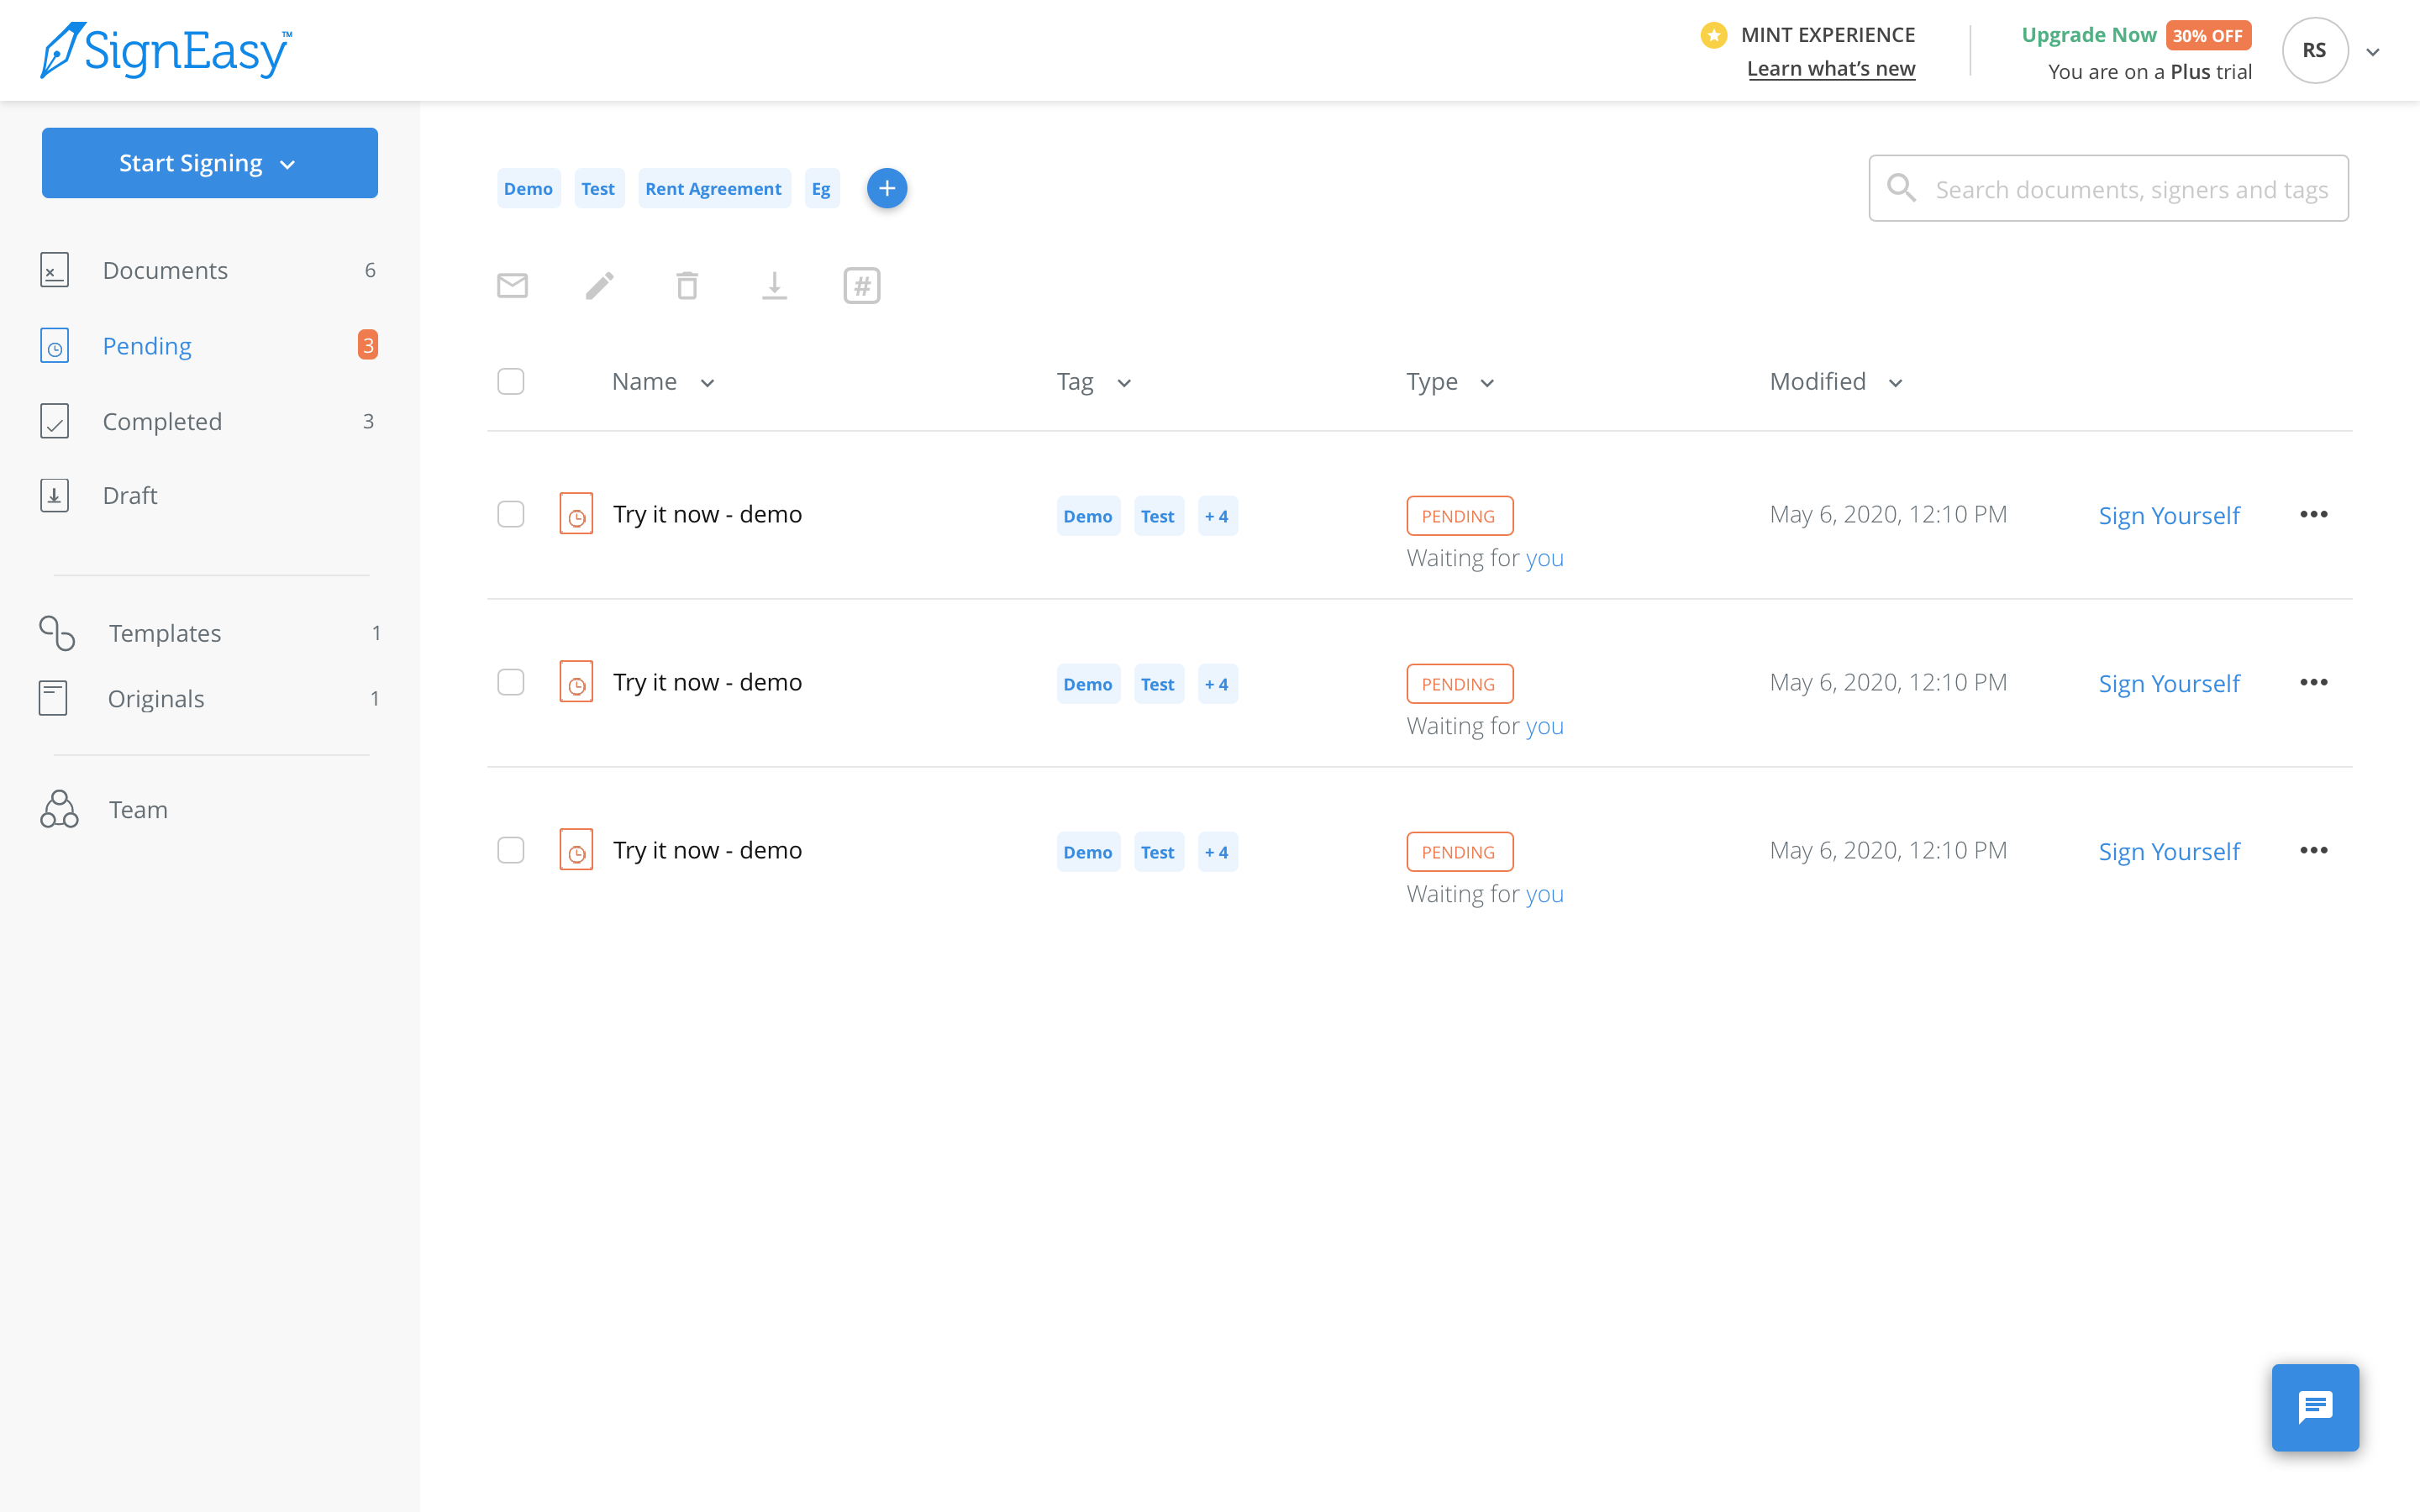 SignEasy™
MINT EXPERIENCE
Learn what's new
Upgrade Now 30% OFF
You are on a Plus trial
RS
Start Signing
Documents 6
Pending 3
Completed 3
Draft
Templates 1
Originals 1
Team
Demo Test Rent Agreement Eg +
Search documents, signers and tags
#
Name Tag Type Modified
Try it now - demo Demo Test + 4 PENDING May 6, 2020, 12:10 PM Sign Yourself
Waiting for you
Try it now - demo Demo Test + 4 PENDING May 6, 2020, 12:10 PM Sign Yourself
Waiting for you
Try it now - demo Demo Test + 4 PENDING May 6, 2020, 12:10 PM Sign Yourself
Waiting for you